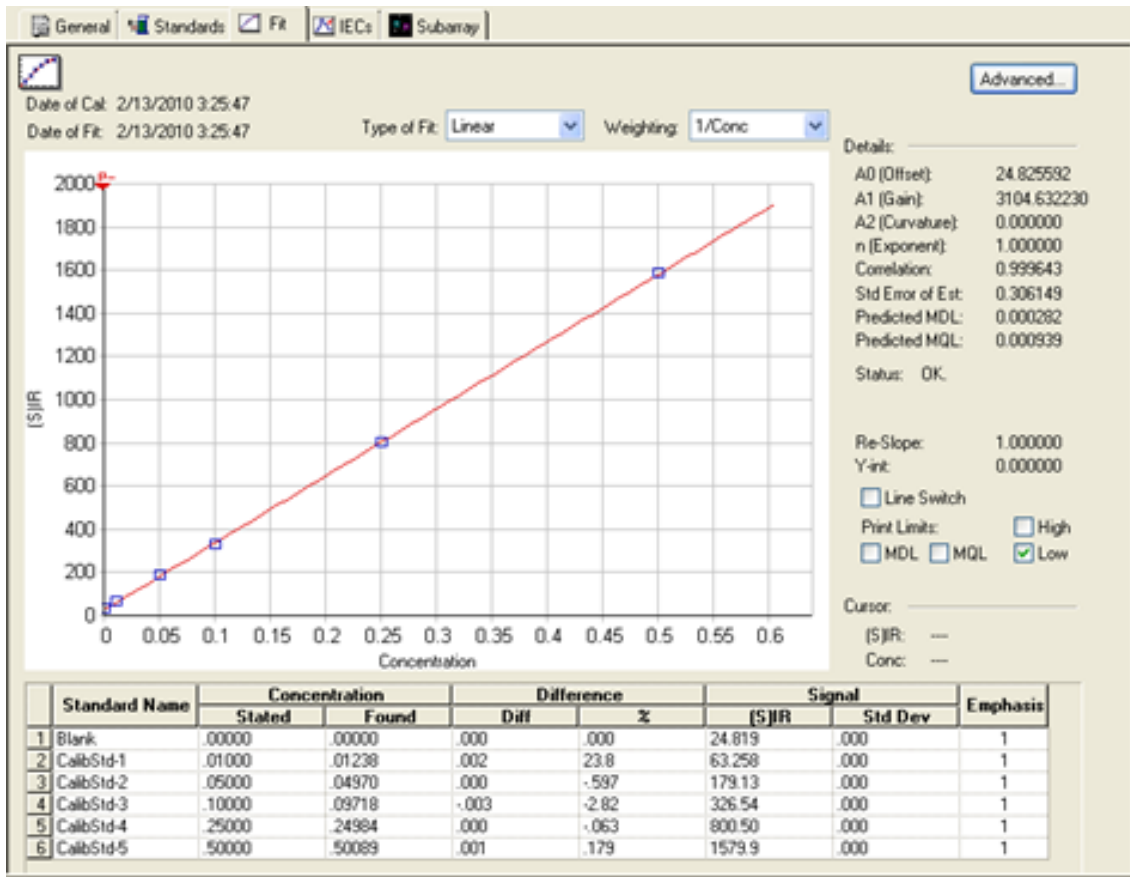 General Standards Fit IECs Subarray
Advanced...
Date of Cal: 2/13/2010 3:25:47
Date of Fit: 2/13/2010 3:25:47
Type of Fit: Linear Weighting: 1/Conc
Details:
A0 (Offset): 24.825592
A1 (Gain): 3104.632230
A2 (Curvature): 0.000000
n (Exponent): 1.000000
Correlation: 0.999643
Std Error of Est: 0.306149
Predicted MDL: 0.000282
Predicted MQL: 0.000939
Status: OK.
Re-Slope: 1.000000
Y-int: 0.000000
Line Switch
Print Limits: High
MDL MQL Low
Cursor:
(S)IR: ---
Conc: ---
2000
1800
1600
1400
1200
1000
800
600
400
200
0
(S)IR
0 0.05 0.1 0.15 0.2 0.25 0.3 0.35 0.4 0.45 0.5 0.55 0.6
Concentration
Standard Name Concentration Difference Signal Emphasis
Stated Found Diff % (S)IR Std Dev
1 Blank .00000 .00000 .000 .000 24.819 .000 1
2 CalibStd-1 .01000 .01238 .002 23.8 63.258 .000 1
3 CalibStd-2 .05000 .04970 .000 -.597 179.13 .000 1
4 CalibStd-3 .10000 .09718 -.003 -2.82 326.54 .000 1
5 CalibStd-4 .25000 .24984 .000 -.063 800.50 .000 1
6 CalibStd-5 .50000 .50089 .001 .179 1579.9 .000 1